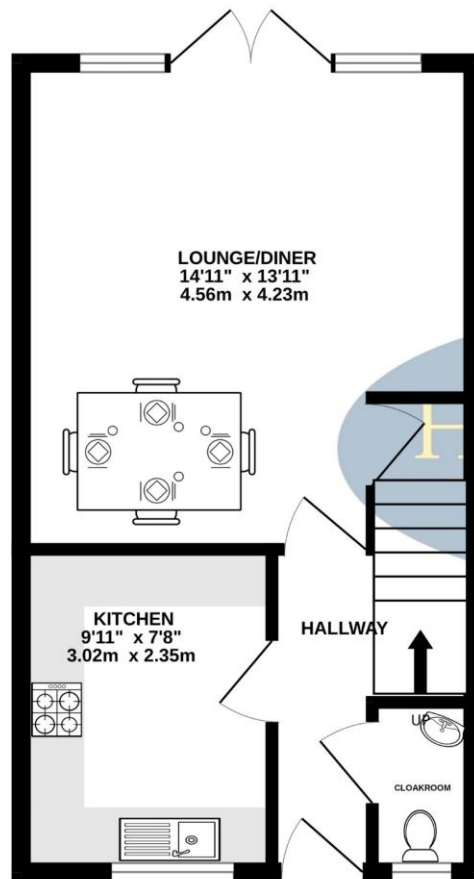 LOUNGE/DINER
14'11" x 13'11"
4.56m x 4.23m
H
KITCHEN
9'11" x 7'8"
3.02m x 2.35m
HALLWAY
UP
CLOAKROOM